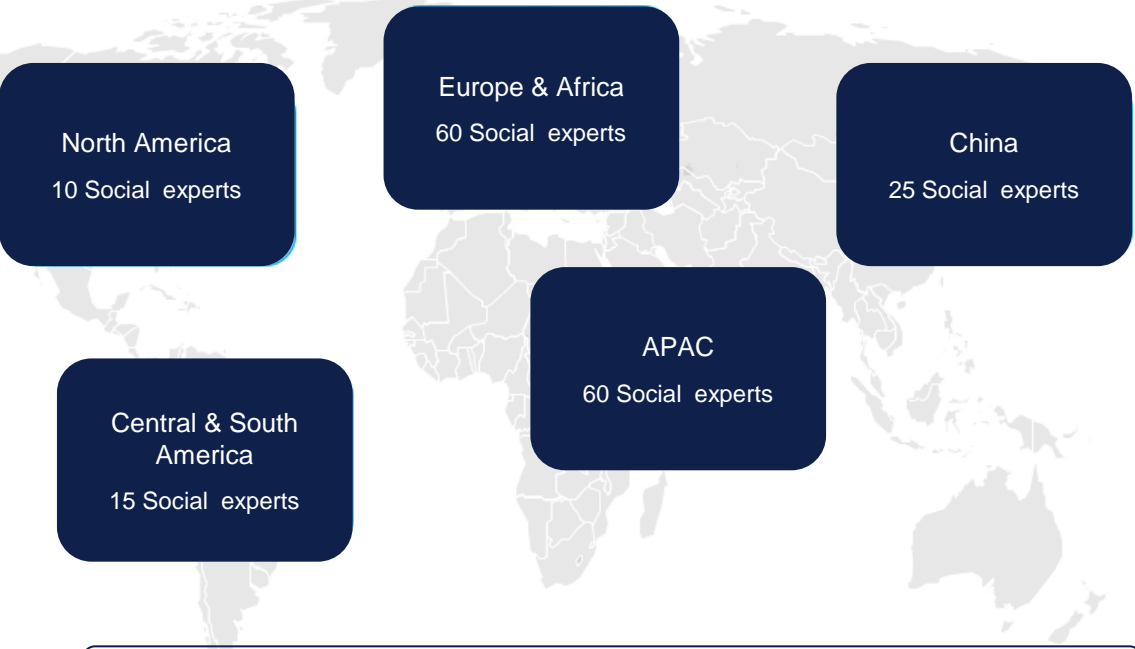 Europe & Africa
60 Social experts
North America
10 Social experts
China
25 Social experts
APAC
60 Social experts
Central & South
America
15 Social experts